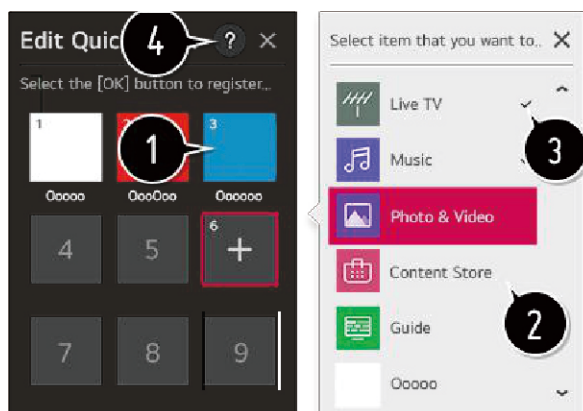 Edit Quic
4
?
Select the [OK] button to register...
1
3
1
Ooooo
OooOoo
Oooooo
4
5
6
7
8
9
Select item that you want to..
Live TV
3
Music
Photo & Video
Content Store
2
Guide
Ooooo